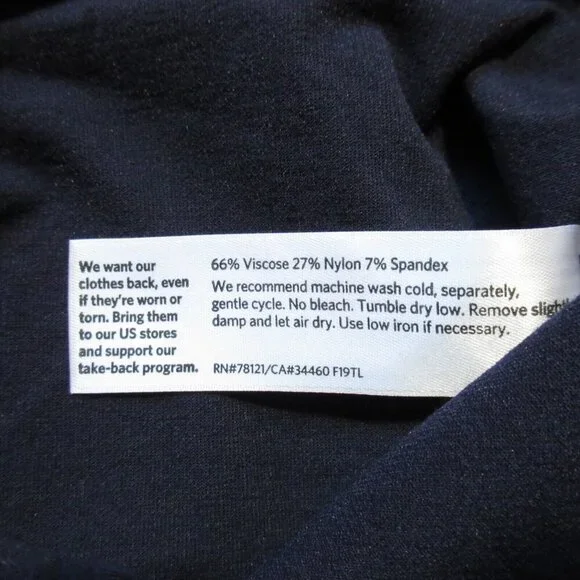 We want our
clothes back, even
if they're worn or
torn. Bring them
to our US stores
and support our
take-back program.
66% Viscose 27% Nylon 7% Spandex
We recommend machine wash cold, separately,
gentle cycle. No bleach. Tumble dry low. Remove
damp and let air dry. Use low iron if necessary.
RN#78121/CA#34460 F19TL